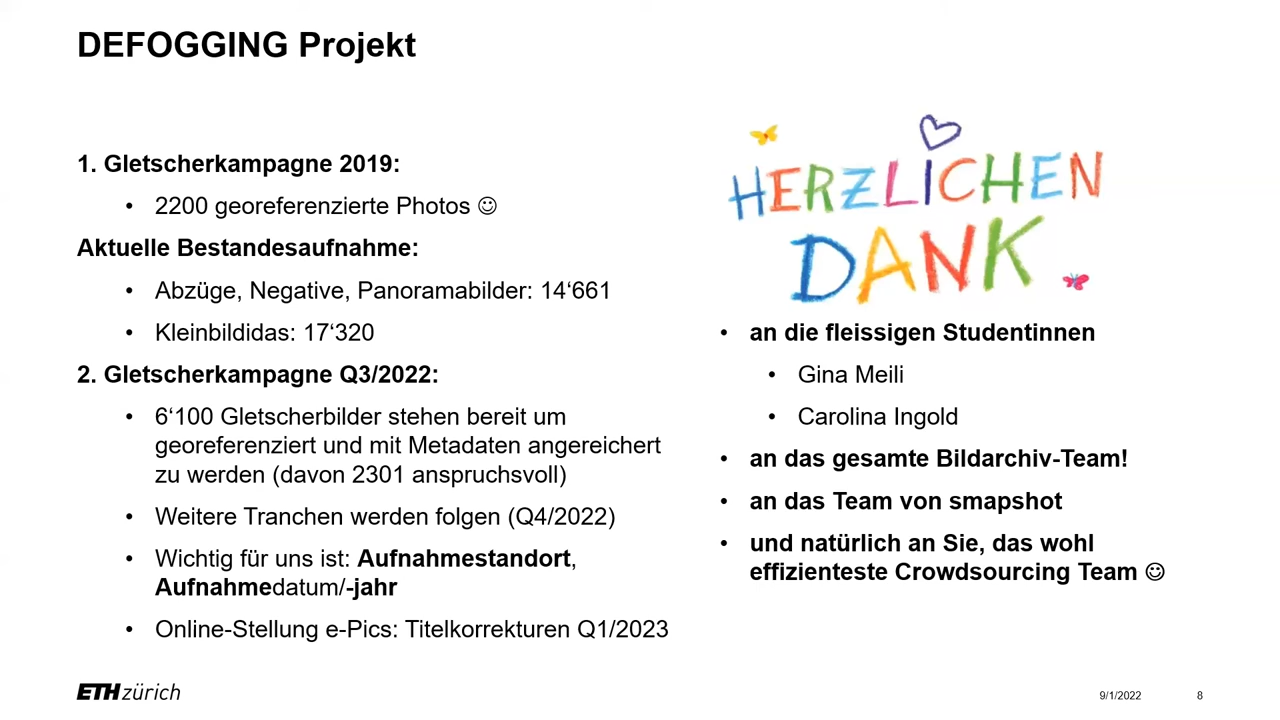 DEFOGGING Projekt
1. Gletscherkampagne 2019:
• 2200 georeferenzierte Photos ☺
Aktuelle Bestandesaufnahme:
• Abzüge, Negative, Panoramabilder: 14‘661
• Kleinbildidas: 17‘320
2. Gletscherkampagne Q3/2022:
• 6‘100 Gletscherbilder stehen bereit um
georeferenziert und mit Metadaten angereichert
zu werden (davon 2301 anspruchsvoll)
• Weitere Tranchen werden folgen (Q4/2022)
• Wichtig für uns ist: Aufnahmestandort,
Aufnahmedatum/-jahr
• Online-Stellung e-Pics: Titelkorrekturen Q1/2023
HERZLICHEN
DANK
• an die fleissigen Studentinnen
• Gina Meili
• Carolina Ingold
• an das gesamte Bildarchiv-Team!
• an das Team von smapshot
• und natürlich an Sie, das wohl
effizienteste Crowdsourcing Team ☺
ETH zürich
9/1/2022
8